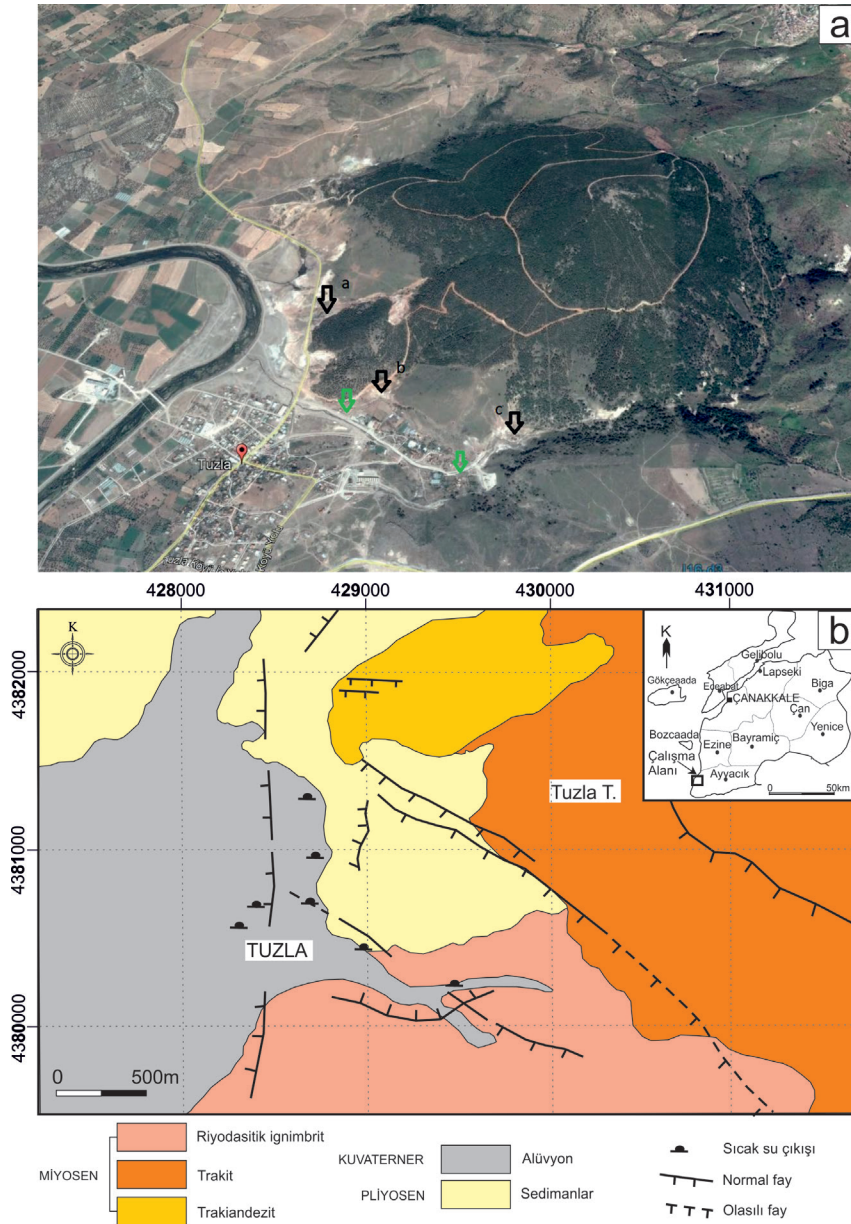 a
a
b
c
Tuzla
428000 429000 430000 431000
b
K
4382000
4381000
4380000
K
Gelibolu
Lapseki
Gökçeaada
Eceabat
ÇANAKKALE
Biga
Çan
Yenice
Bozcaada
Bayramiç
Ezine
Çalışma
Alanı
Ayvacık
0 50km
Tuzla T.
TUZLA
0 500m
MİYOSEN
Riyodasitik ignimbrit
Trakit
Trakiandezit
KUVATERNER
Alüvyon
PLİYOSEN
Sedimanlar
Sıcak su çıkışı
Normal fay
Olasılı fay